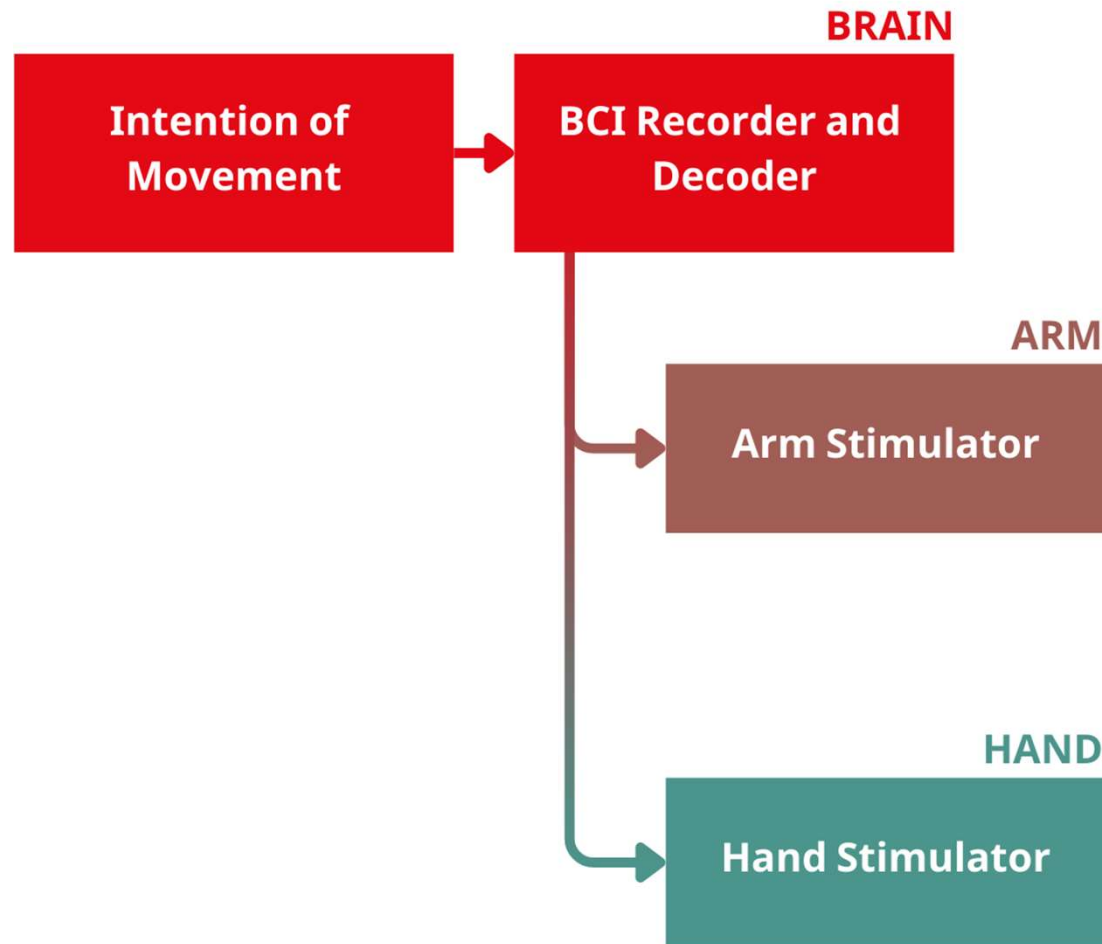 BRAIN
Intention of
Movement
BCI Recorder and
Decoder
ARM
Arm Stimulator
HAND
Hand Stimulator